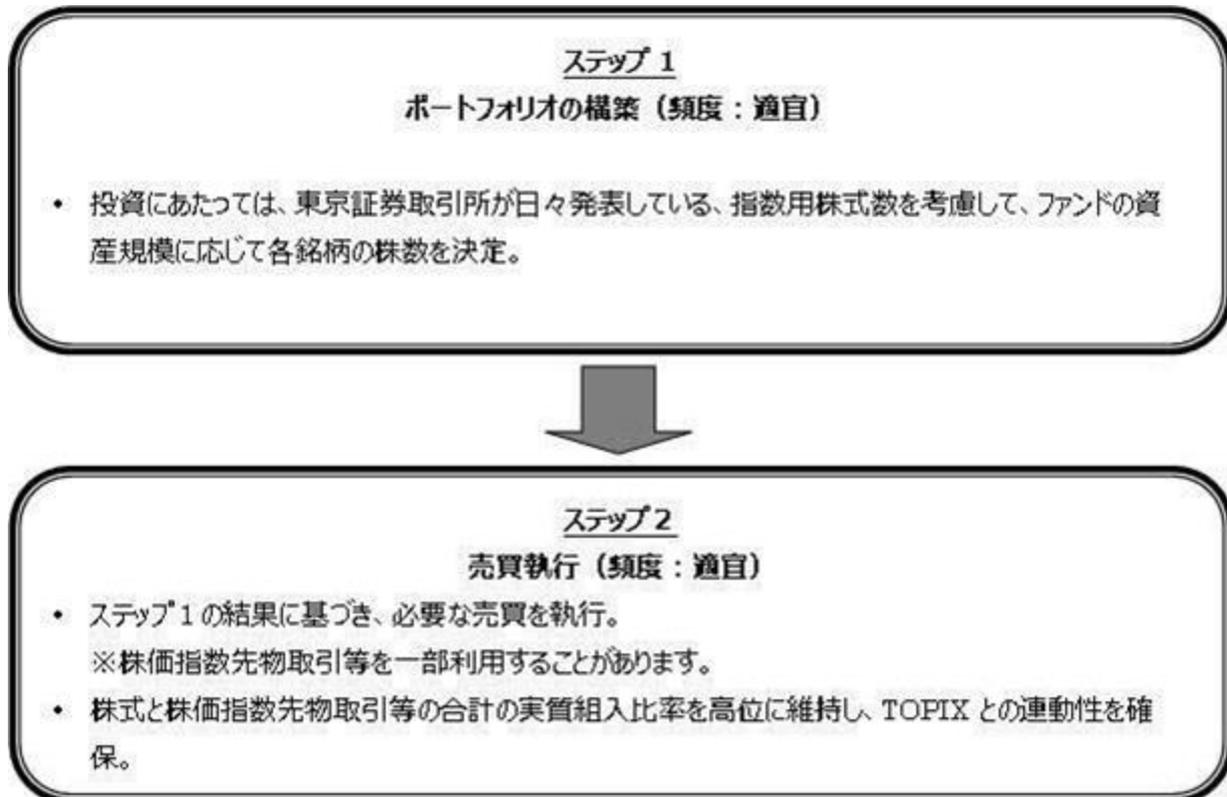 ステップ 1
ポートフォリオの構築（頻度：適宜）
・ 投資にあたっては、東京証券取引所が日々発表している、指数用株式数を考慮して、ファンドの資
産規模に応じて各銘柄の株数を決定。
ステップ 2
売買執行（頻度：適宜）
・ ステップ 1 の結果に基づき、必要な売買を執行。
※株価指数先物取引等を一部利用することがあります。
・ 株式と株価指数先物取引等の合計の実質組入比率を高位に維持し、TOPIX との連動性を確
保。